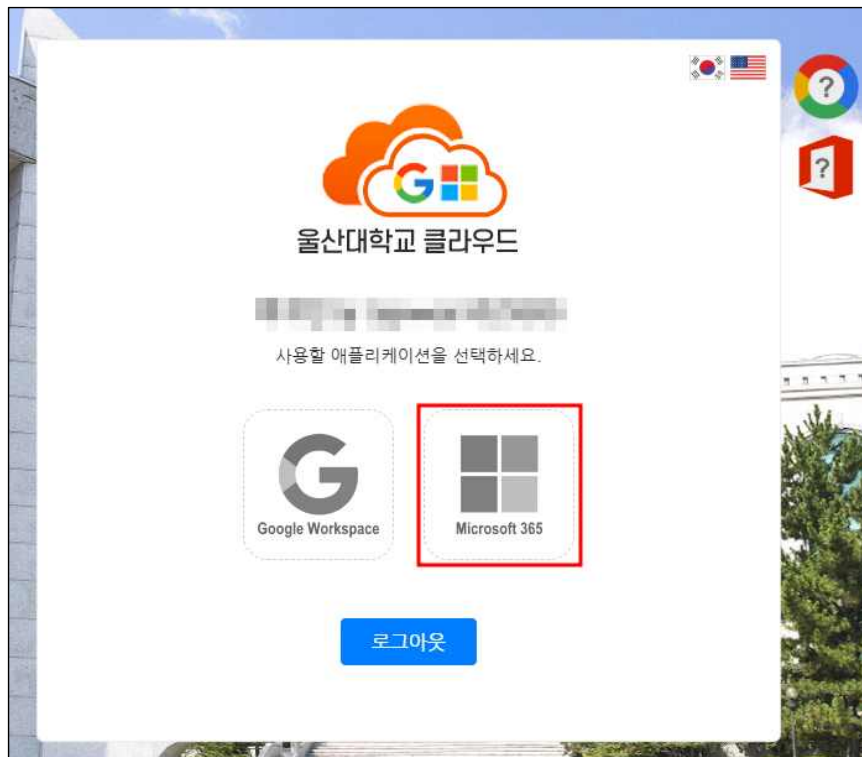 울산대학교 클라우드
사용할 애플리케이션을 선택하세요.
Google Workspace
Microsoft 365
로그아웃
?
?